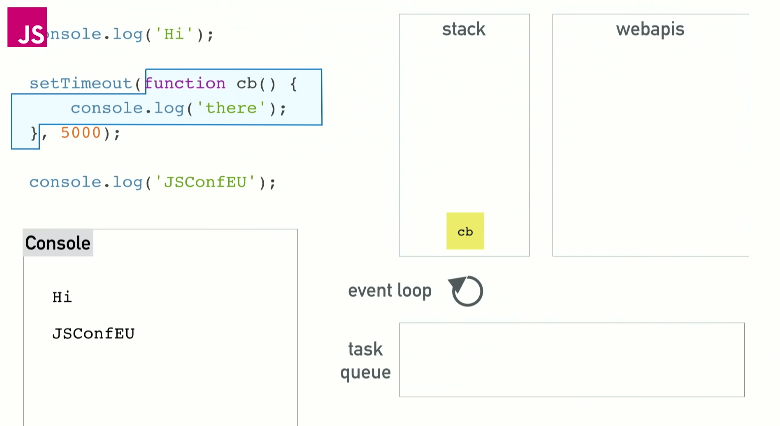 JS
onsole.log('Hi');
setTimeout(function cb() {
console.log('there');
}, 5000);
console.log('JSConfEU');
Console
Hi
JSConfEU
stack
webapis
cb
event loop
task
queue